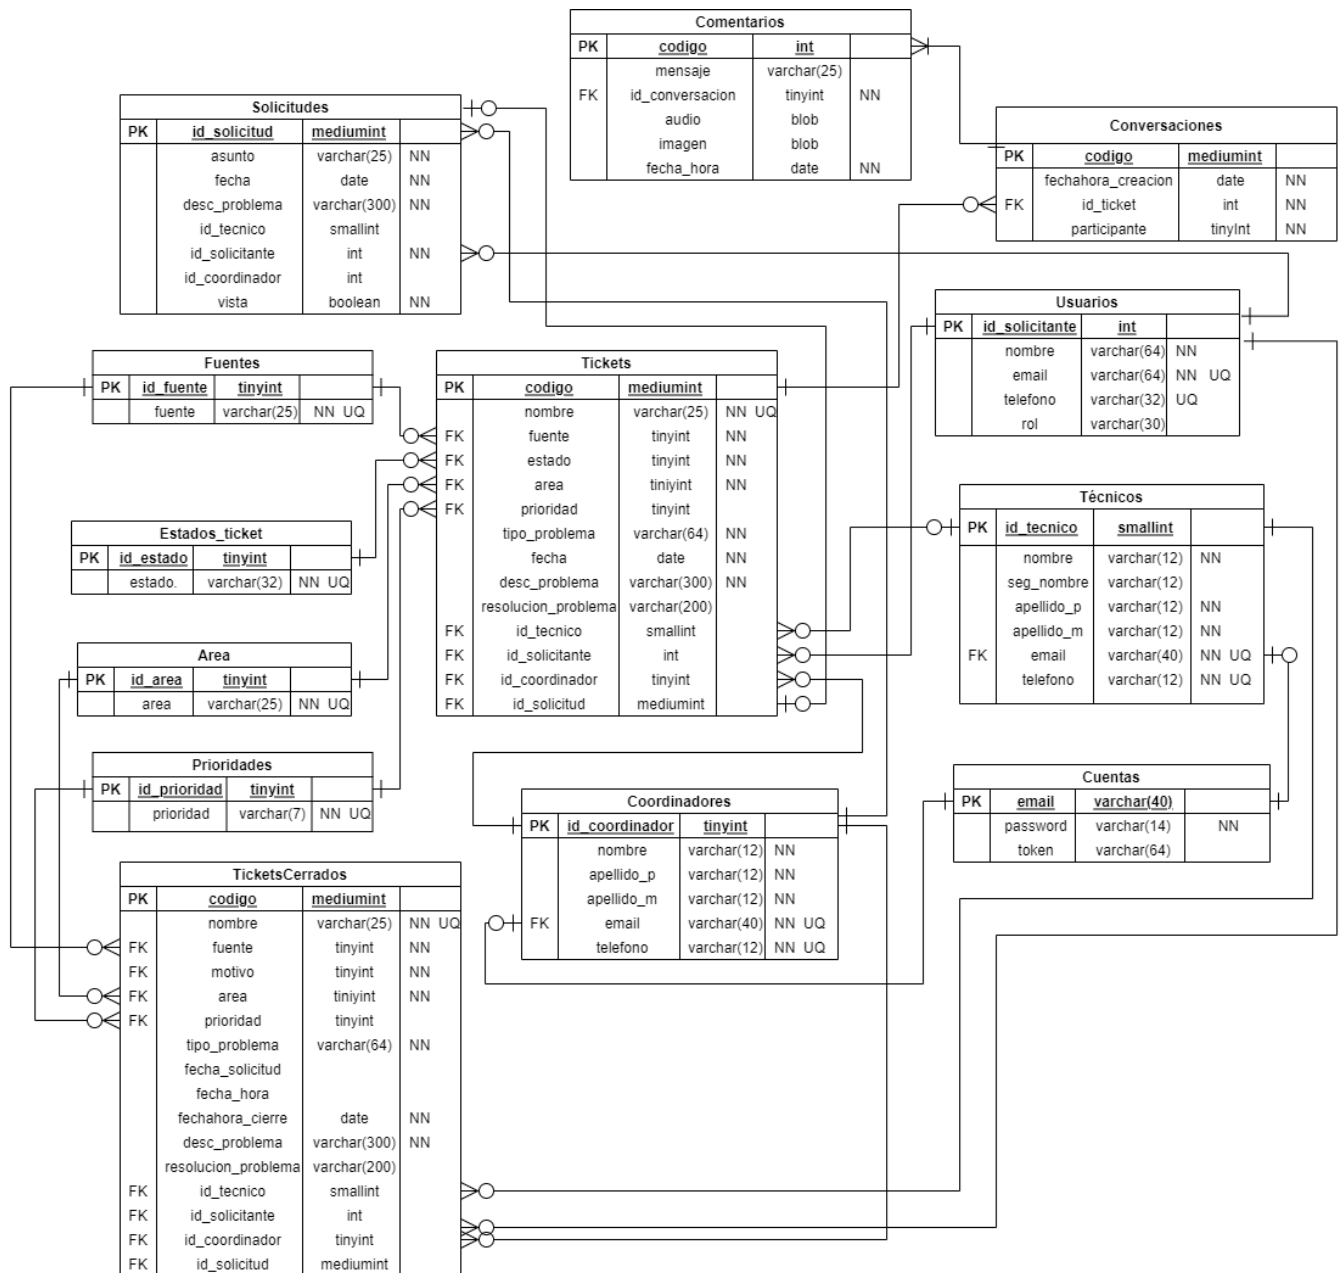 Comentarios
PK codigo int
mensaje varchar(25)
FK id_conversacion tinyint NN
audio blob
imagen blob
fecha_hora date NN
Solicitudes
PK id_solicitud mediumint
asunto varchar(25) NN
fecha date NN
desc_problema varchar(300) NN
id_tecnico smallint
id_solicitante int NN
id_coordinador int
vista boolean NN
Conversaciones
PK codigo mediumint
fechahora_creacion date NN
FK id_ticket int NN
participante tinyInt NN
Usuarios
PK id_solicitante int
nombre varchar(64) NN
email varchar(64) NN UQ
telefono varchar(32) UQ
rol varchar(30)
Fuentes
PK id_fuente tinyint
fuente varchar(25) NN UQ
Tickets
PK codigo mediumint
nombre varchar(25) NN UQ
FK fuente tinyint NN
FK estado tinyint NN
FK area tiniyint NN
FK prioridad tinyint
tipo_problema varchar(64) NN
fecha date NN
desc_problema varchar(300) NN
resolucion_problema varchar(200)
FK id_tecnico smallint
FK id_solicitante int
FK id_coordinador tinyint
FK id_solicitud mediumint
Técnicos
PK id_tecnico smallint
nombre varchar(12) NN
seg_nombre varchar(12)
apellido_p varchar(12) NN
apellido_m varchar(12) NN
FK email varchar(40) NN UQ
telefono varchar(12) NN UQ
Estados_ticket
PK id_estado tinyint
estado. varchar(32) NN UQ
Area
PK id_area tinyint
area varchar(25) NN UQ
Prioridades
PK id_prioridad tinyint
prioridad varchar(7) NN UQ
Coordinadores
PK id_coordinador tinyint
nombre varchar(12) NN
apellido_p varchar(12) NN
apellido_m varchar(12) NN
FK email varchar(40) NN UQ
telefono varchar(12) NN UQ
Cuentas
PK email varchar(40)
password varchar(14) NN
token varchar(64)
TicketsCerrados
PK codigo mediumint
nombre varchar(25) NN UQ
FK fuente tinyint NN
FK motivo tinyint NN
FK area tiniyint NN
FK prioridad tinyint
tipo_problema varchar(64) NN
fecha_solicitud
fecha_hora
fechahora_cierre date NN
desc_problema varchar(300) NN
resolucion_problema varchar(200)
FK id_tecnico smallint
FK id_solicitante int
FK id_coordinador tinyint
FK id_solicitud mediumint